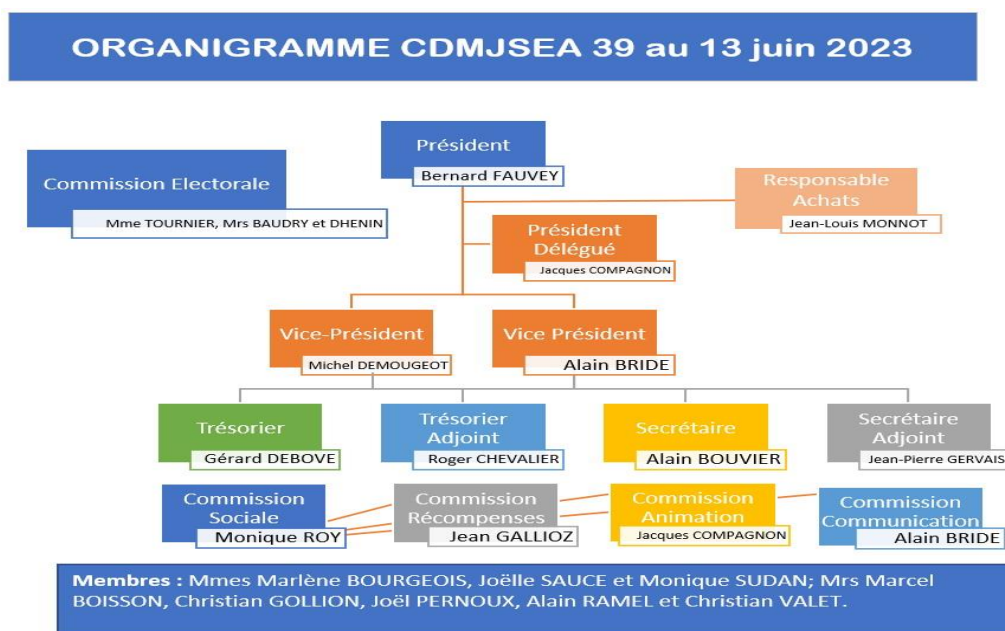 ORGANIGRAMME CDMJSEA 39 au 13 juin 2023
Président
Bernard FAUVEY
Commission Electorale
Mme TOURNIER, Mrs BAUDRY et DHENIN
Responsable
Achats
Jean-Louis MONNOT
Président
Délégué
Jacques COMPAGNON
Vice-Président
Michel DEMOUGEOT
Vice Président
Alain BRIDE
Trésorier
Gérard DEBOVE
Trésorier
Adjoint
Roger CHEVALIER
Secrétaire
Alain BOUVIER
Secrétaire
Adjoint
Jean-Pierre GERVAIS
Commission
Sociale
Monique ROY
Commission
Récompenses
Jean GALLIOZ
Commission
Animation
Jacques COMPAGNON
Commission
Communication
Alain BRIDE
Membres : Mmes Marlène BOURGEOIS, Joëlle SAUCE et Monique SUDAN; Mrs Marcel
BOISSON, Christian GOLLION, Joël PERNOUX, Alain RAMEL et Christian VALET.